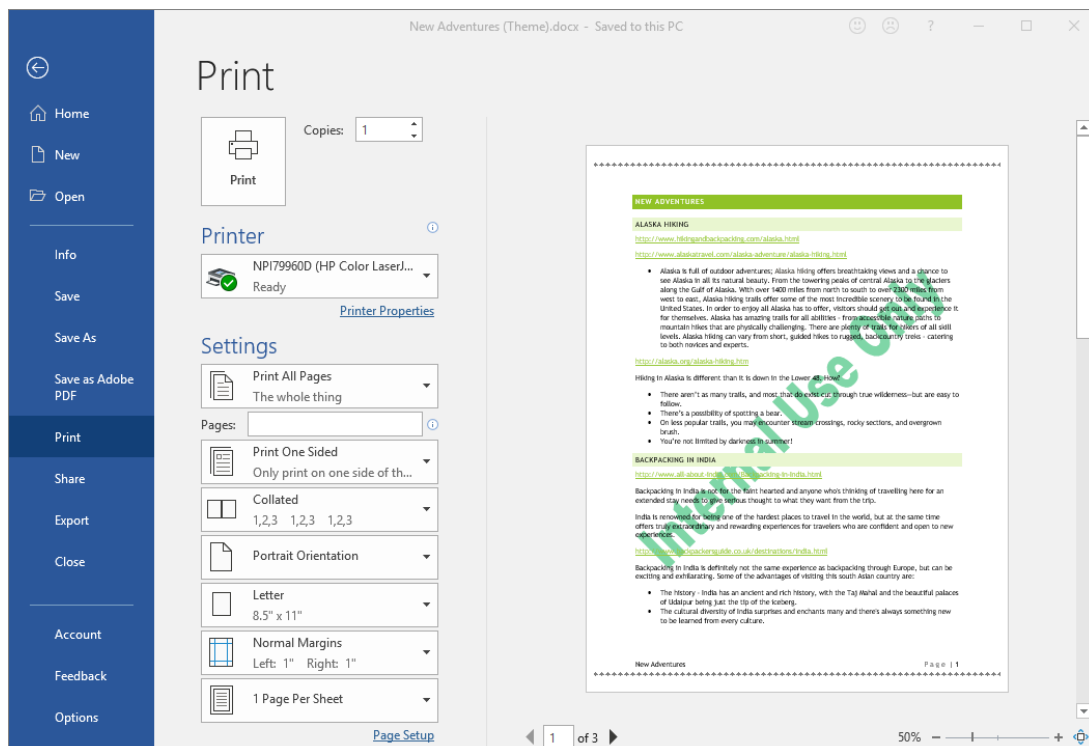 New Adventures (Theme).docx - Saved to this PC
?
Home
New
Open
Info
Save
Save As
Save as Adobe
PDF
Print
Share
Export
Close
Account
Feedback
Options
Print
Print
Copies: 1
Printer
NPI79960D (HP Color LaserJ...
Ready
Printer Properties
Settings
Print All Pages
The whole thing
Pages:
Print One Sided
Only print on one side of th...
Collated
1,2,3 1,2,3 1,2,3
Portrait Orientation
Letter
8.5" x 11"
Normal Margins
Left: 1" Right: 1"
1 Page Per Sheet
Page Setup
NEW ADVENTURES
ALASKA HIKING
http://www.hikingandbackpacking.com/alaska.html
http://www.alaskatravel.com/alaska-adventure/alaska-hiking.html
• Alaska is full of outdoor adventures; Alaska hiking offers breathtaking views and a chance to
see Alaska in all its natural beauty. From the towering peaks of central Alaska to the glaciers
along the Gulf of Alaska. With over 1400 miles from north to south to over 2300 miles from
west to east, Alaska hiking trails offer some of the most incredible scenery to be found in the
United States. In order to enjoy all Alaska has to offer, visitors should get out and experience it
for themselves. Alaska has amazing trails for all abilities - from accessible nature paths to
mountain hikes that are physically challenging. There are plenty of trails for hikers of all skill
levels. Alaska hiking can vary from short, guided hikes to rugged, backcountry treks - catering
to both novices and experts.
http://alaska.org/alaska-hiking.htm
Hiking in Alaska is different than it is down in the Lower 48. How?
• There aren't as many trails, and most that do exist cut through true wilderness—but are easy to
follow.
• There's a possibility of spotting a bear.
• On less popular trails, you may encounter stream crossings, rocky sections, and overgrown
brush.
• You're not limited by darkness in summer!
BACKPACKING IN INDIA
http://www.all-about-india.com/Backpacking-in-India.html
Backpacking in India is not for the faint hearted and anyone who's thinking of travelling here for an
extended stay needs to give serious thought to what they want from the trip.
India is renowned for being one of the hardest places to travel in the world, but at the same time
offers truly extraordinary and rewarding experiences for travelers who are confident and open to new
experiences.
http://www.backpackersguide.co.uk/destinations/india.html
Backpacking in India is definitely not the same experience as backpacking through Europe, but can be
exciting and exhilarating. Some of the advantages of visiting this south Asian country are:
• The history - India has an ancient and rich history, with the Taj Mahal and the beautiful palaces
of Udaipur being just the tip of the iceberg.
• The cultural diversity of India surprises and enchants many and there's always something new
to be learned from every culture.
Internal Use Only
New Adventures Page | 1
1 of 3
50%